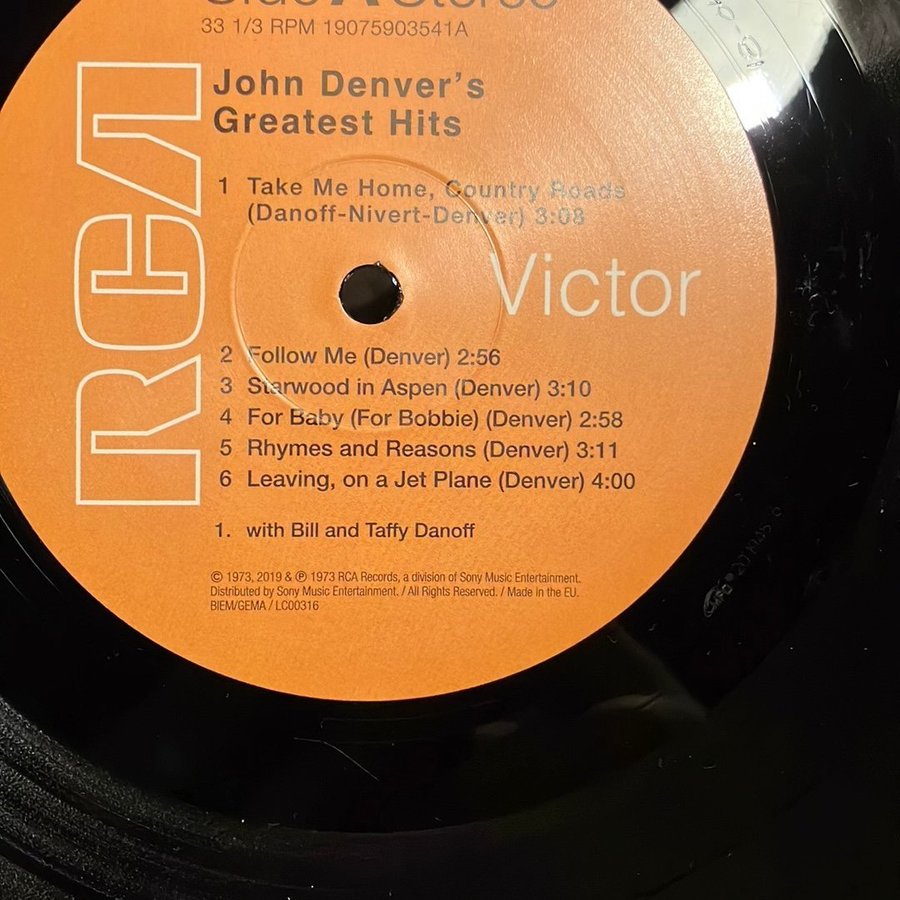 Side A Stereo
33 1/3 RPM 19075903541A
RCA
John Denver's
Greatest Hits
1 Take Me Home, Country Roads
(Danoff-Nivert-Denver) 3:08
Victor
2 Follow Me (Denver) 2:56
3 Starwood in Aspen (Denver) 3:10
4 For Baby (For Bobbie) (Denver) 2:58
5 Rhymes and Reasons (Denver) 3:11
6 Leaving, on a Jet Plane (Denver) 4:00
1. with Bill and Taffy Danoff
© 1973, 2019 & ℗ 1973 RCA Records, a division of Sony Music Entertainment.
Distributed by Sony Music Entertainment. / All Rights Reserved. / Made in the EU.
BIEM/GEMA / LC00316